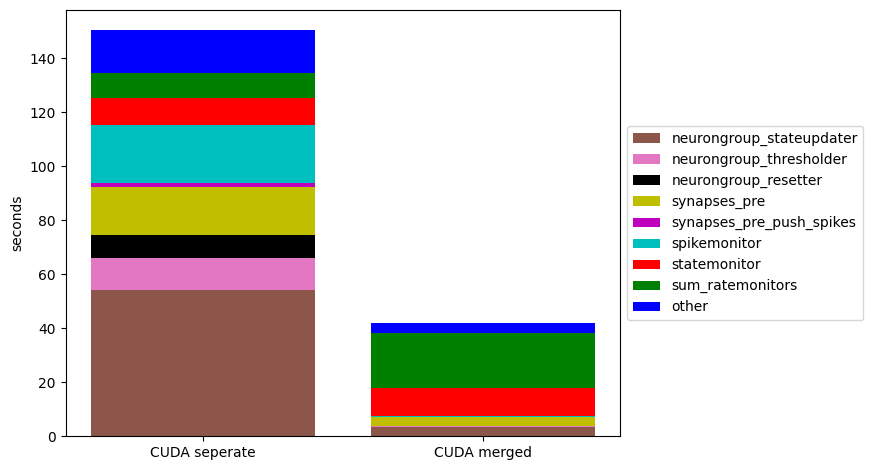 seconds
140
120
100
80
60
40
20
0
CUDA seperate
CUDA merged
neurongroup_stateupdater
neurongroup_thresholder
neurongroup_resetter
synapses_pre
synapses_pre_push_spikes
spikemonitor
statemonitor
sum_ratemonitors
other